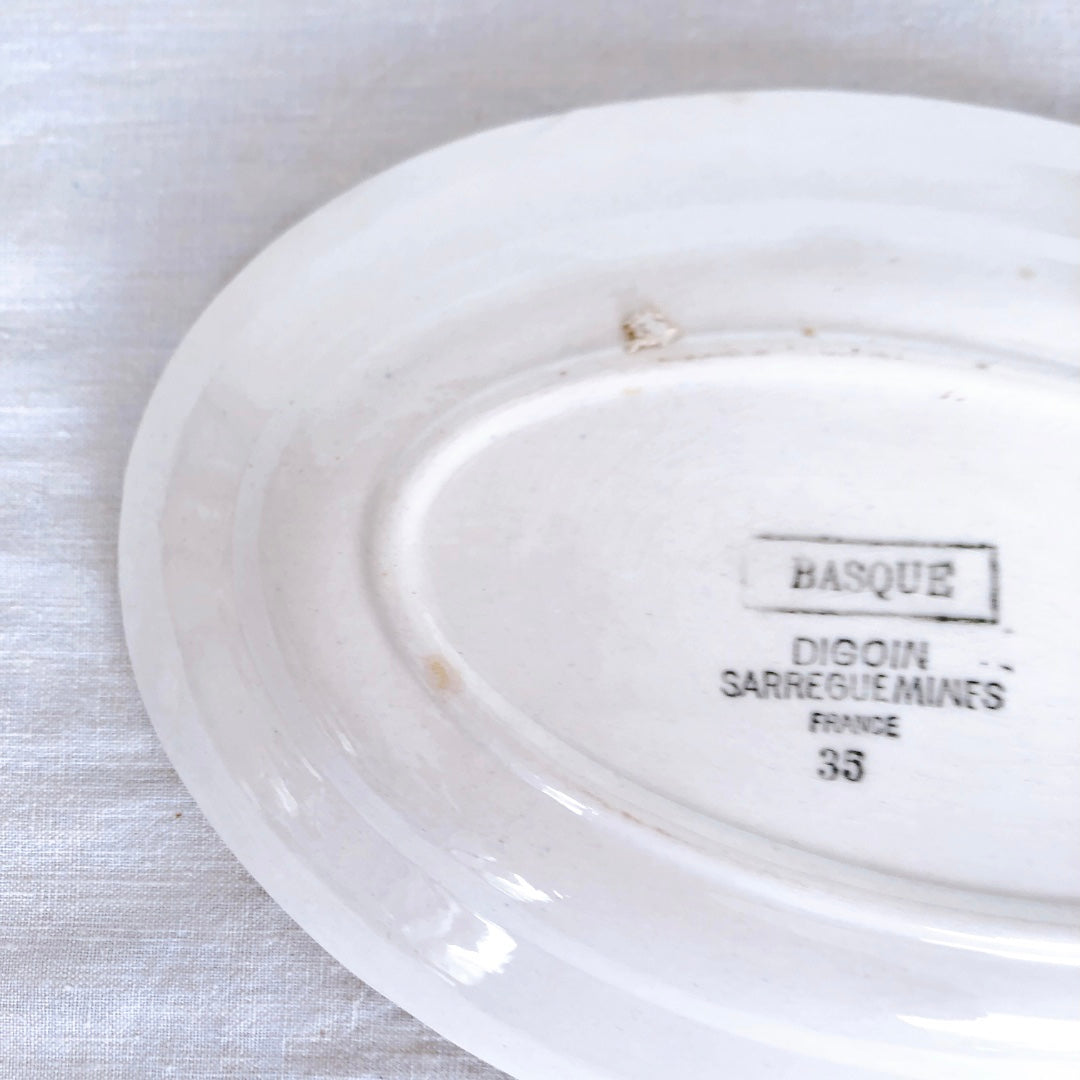 BASQUE
DIGOIN
SARREGUEMINES
FRANCE
35